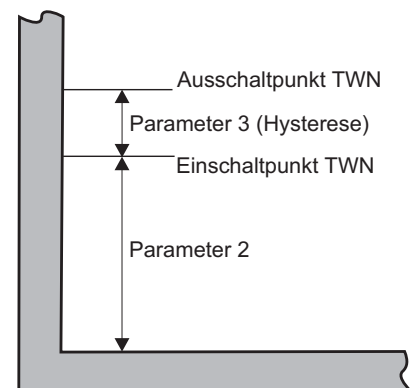 Ausschaltpunkt TWN
Parameter 3 (Hysterese)
Einschaltpunkt TWN
Parameter 2